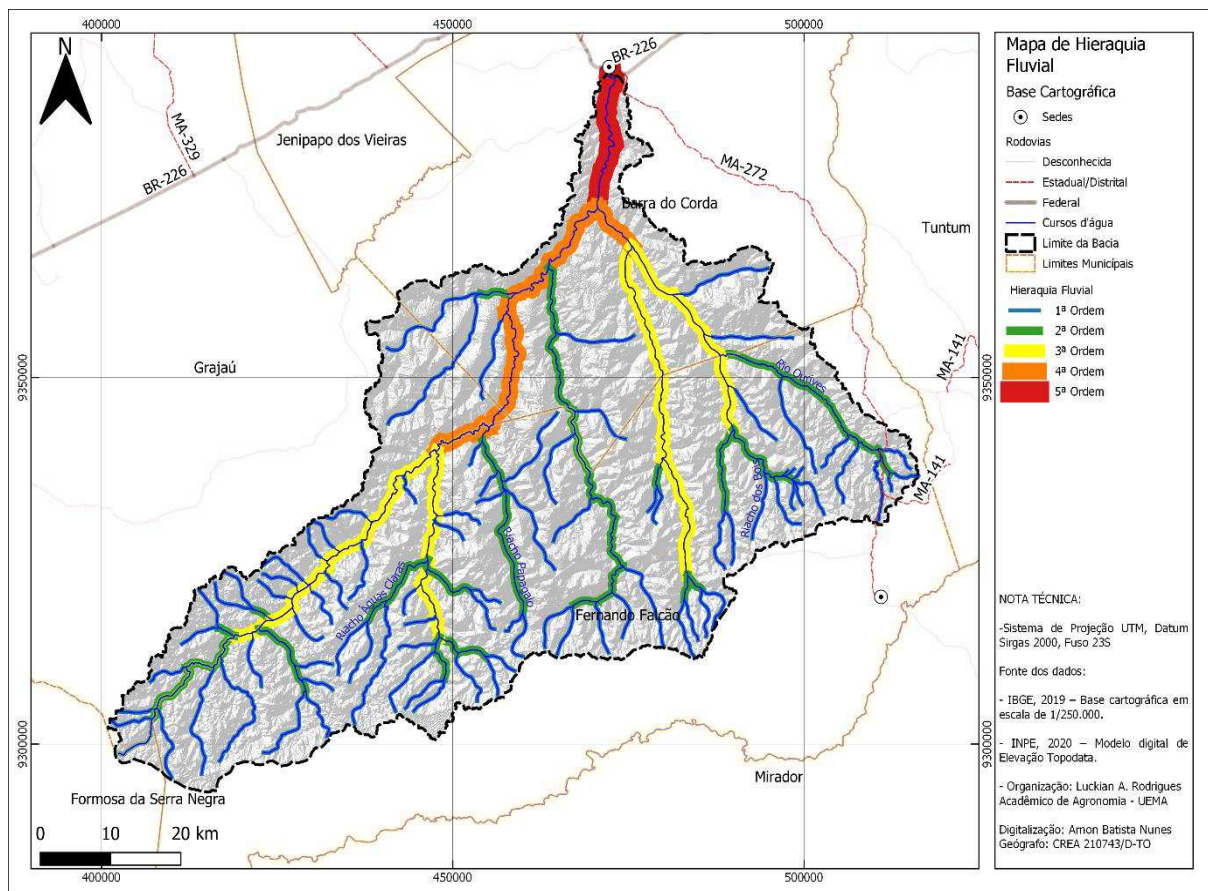 400000
450000
500000
N
BR-226
MA-329
Jenipapo dos Vieiras
BR-226
MA-272
Barra do Corda
Tuntum
Grajaú
MA-141
9350000
9350000
Rio Ourives
MA-141
Riacho dos Bois
Riacho Papagaio
Riacho Águas Claras
Fernando Falcão
9300000
9300000
Mirador
Formosa da Serra Negra
0 10 20 km
400000
450000
500000
Mapa de Hieraquia
Fluvial
Base Cartográfica
Sedes
Rodovias
Desconhecida
Estadual/Distrital
Federal
Cursos d'água
Limite da Bacia
Limites Municípais
Hieraquia Fluvial
1ª Ordem
2ª Ordem
3ª Ordem
4ª Ordem
5ª Ordem
NOTA TÉCNICA:
-Sistema de Projeção UTM, Datum
Sirgas 2000, Fuso 23S
Fonte dos dados:
- IBGE, 2019 – Base cartográfica em
escala de 1/250.000.
- INPE, 2020 – Modelo digital de
Elevação Topodata.
- Organização: Luckian A. Rodrigues
Acadêmico de Agronomia - UEMA
Digitalização: Amon Batista Nunes
Geógrafo: CREA 210743/D-TO